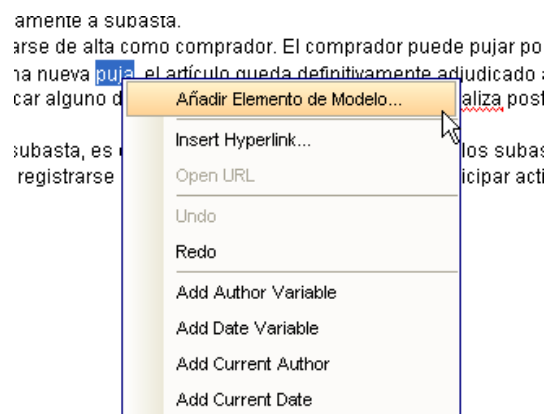 amente a subasta.
arse de alta como comprador. El comprador puede pujar po
na nueva puja, el artículo queda definitivamente adjudicado a
car alguno d
aliza post
subasta, es
los subas
registrarse
icipar acti
Añadir Elemento de Modelo...
Insert Hyperlink...
Open URL
Undo
Redo
Add Author Variable
Add Date Variable
Add Current Author
Add Current Date